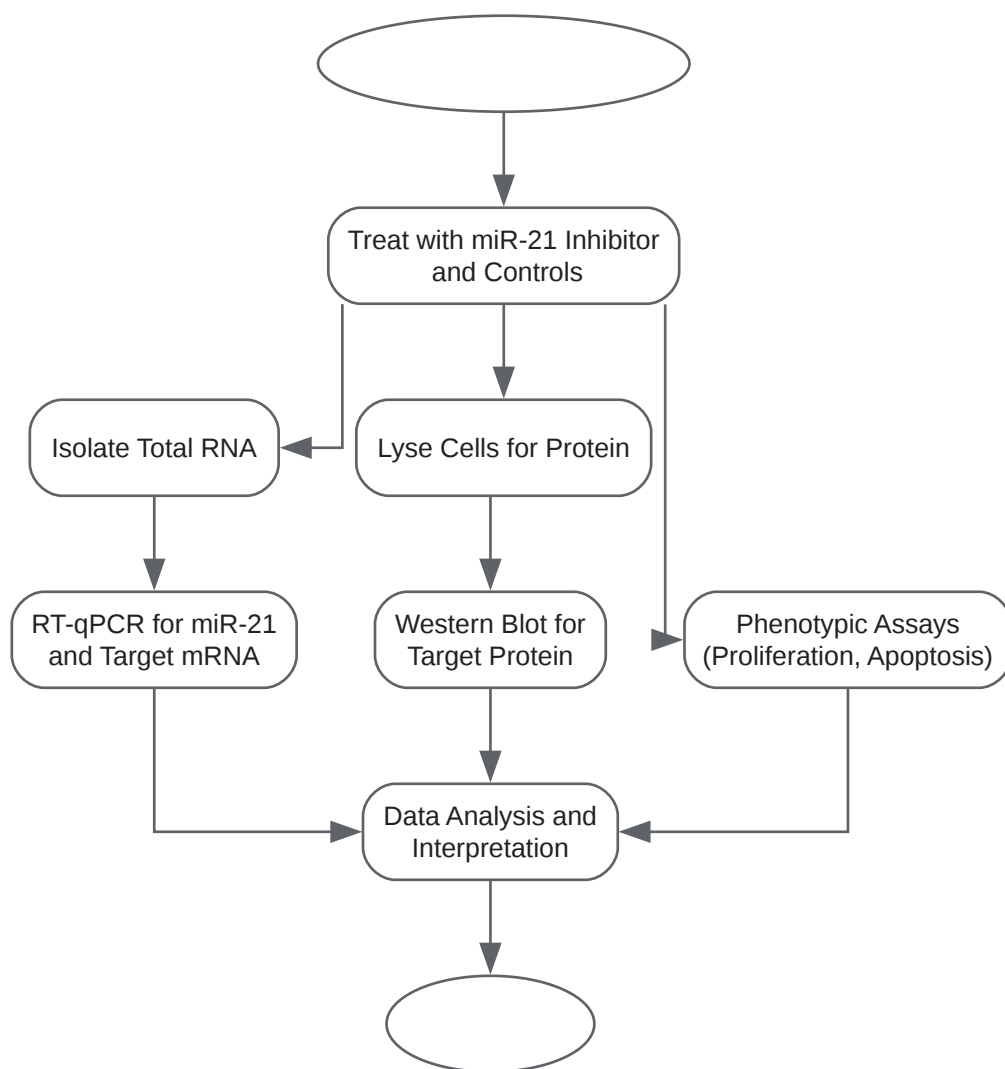 Treat with miR-21 Inhibitor
and Controls
Isolate Total RNA
Lyse Cells for Protein
RT-qPCR for miR-21
and Target mRNA
Western Blot for
Target Protein
Phenotypic Assays
(Proliferation, Apoptosis)
Data Analysis and
Interpretation